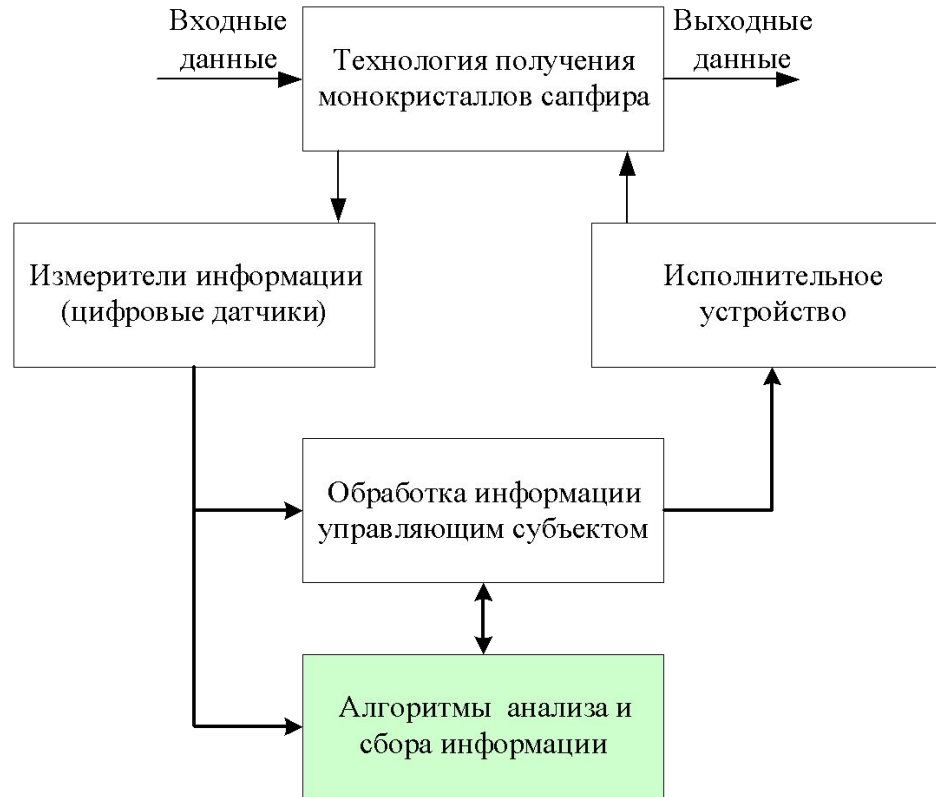 Входные
данные
Технология получения
монокристаллов сапфира
Выходные
данные
Измерители информации
(цифровые датчики)
Исполнительное
устройство
Обработка информации
управляющим субъектом
Алгоритмы анализа и
сбора информации